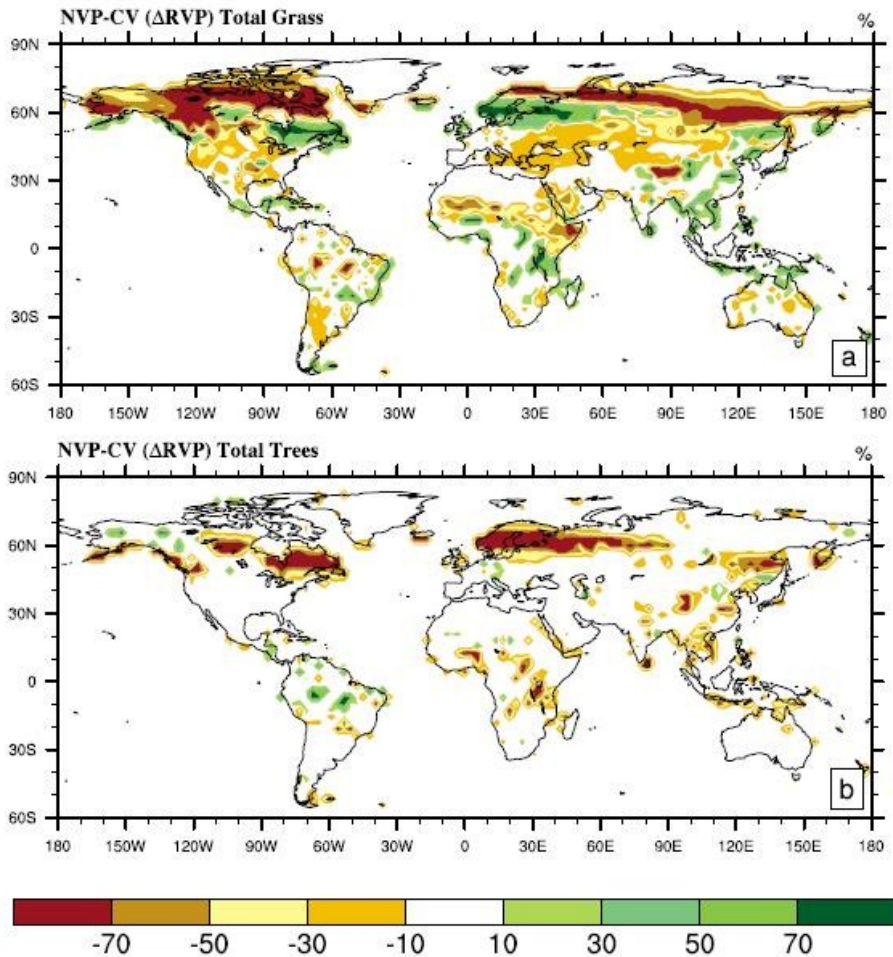 NVP-CV (ΔRVP) Total Grass %
90N
60N
30N
0
30S
60S
a
180 150W 120W 90W 60W 30W 0 30E 60E 90E 120E 150E 180
NVP-CV (ΔRVP) Total Trees %
90N
60N
30N
0
30S
60S
b
180 150W 120W 90W 60W 30W 0 30E 60E 90E 120E 150E 180
-70 -50 -30 -10 10 30 50 70